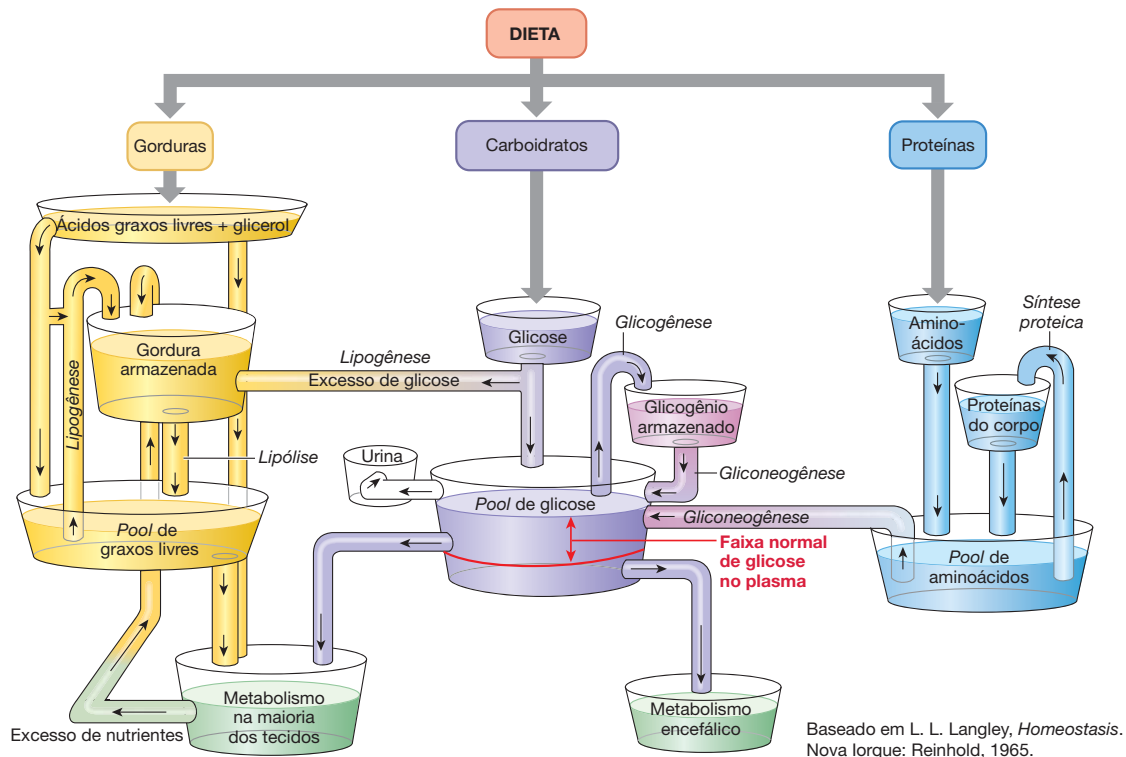 DIETA
Gorduras
Carboidratos
Proteínas
Ácidos graxos livres + glicerol
Glicose
Glicogênese
Amino-
ácidos
Síntese
proteica
Gordura
armazenada
Lipogênese
Excesso de glicose
Glicogênio
armazenado
Proteínas
do corpo
Lipogênese
Lipólise
Urina
Gliconeogênese
Pool de glicose
Gliconeogênese
Pool de
graxos livres
Faixa normal
de glicose
no plasma
Pool de
aminoácidos
Metabolismo
na maioria
dos tecidos
Metabolismo
encefálico
Excesso de nutrientes
Baseado em L. L. Langley, Homeostasis.
Nova Iorque: Reinhold, 1965.